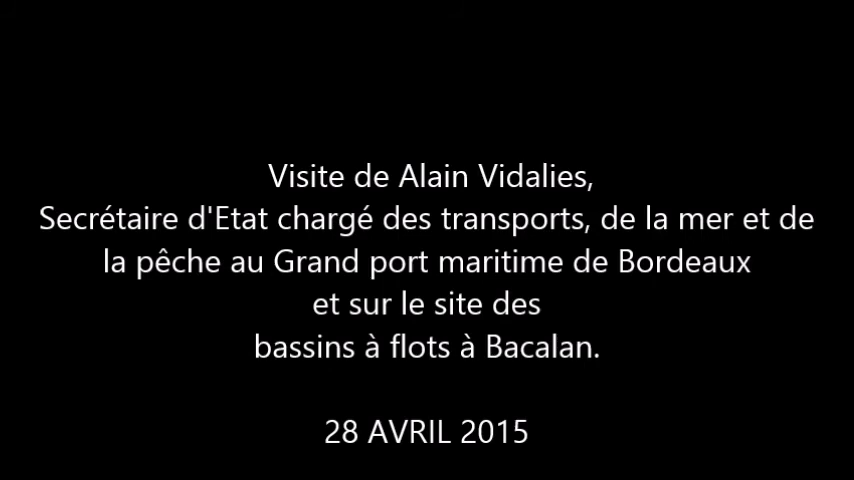 Visite de Alain Vidalies,
Secrétaire d'Etat chargé des transports, de la mer et de
la pêche au Grand port maritime de Bordeaux
et sur le site des
bassins à flots à Bacalan.
28 AVRIL 2015